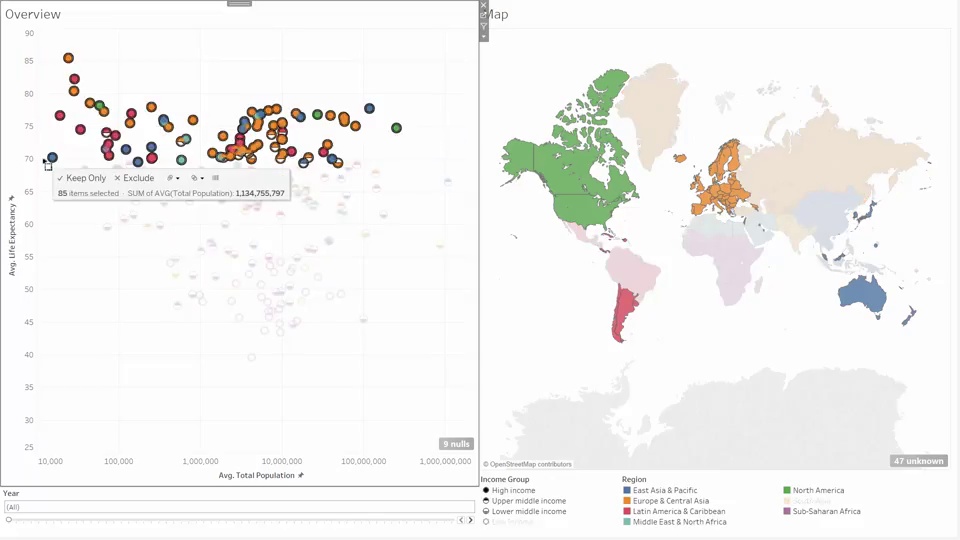 Overview
Map
90
85
80
75
70
65
60
55
50
45
40
35
30
25
Avg. Life Expectancy
✓ Keep Only ✕ Exclude
85 items selected · SUM of AVG(Total Population): 1,134,755,797
9 nulls
10,000 100,000 1,000,000 10,000,000 100,000,000 1,000,000,000
Avg. Total Population
© OpenStreetMap contributors
47 unknown
Year
(All)
Income Group
High income
Upper middle income
Lower middle income
Low income
Region
East Asia & Pacific
Europe & Central Asia
Latin America & Caribbean
Middle East & North Africa
North America
South Asia
Sub-Saharan Africa